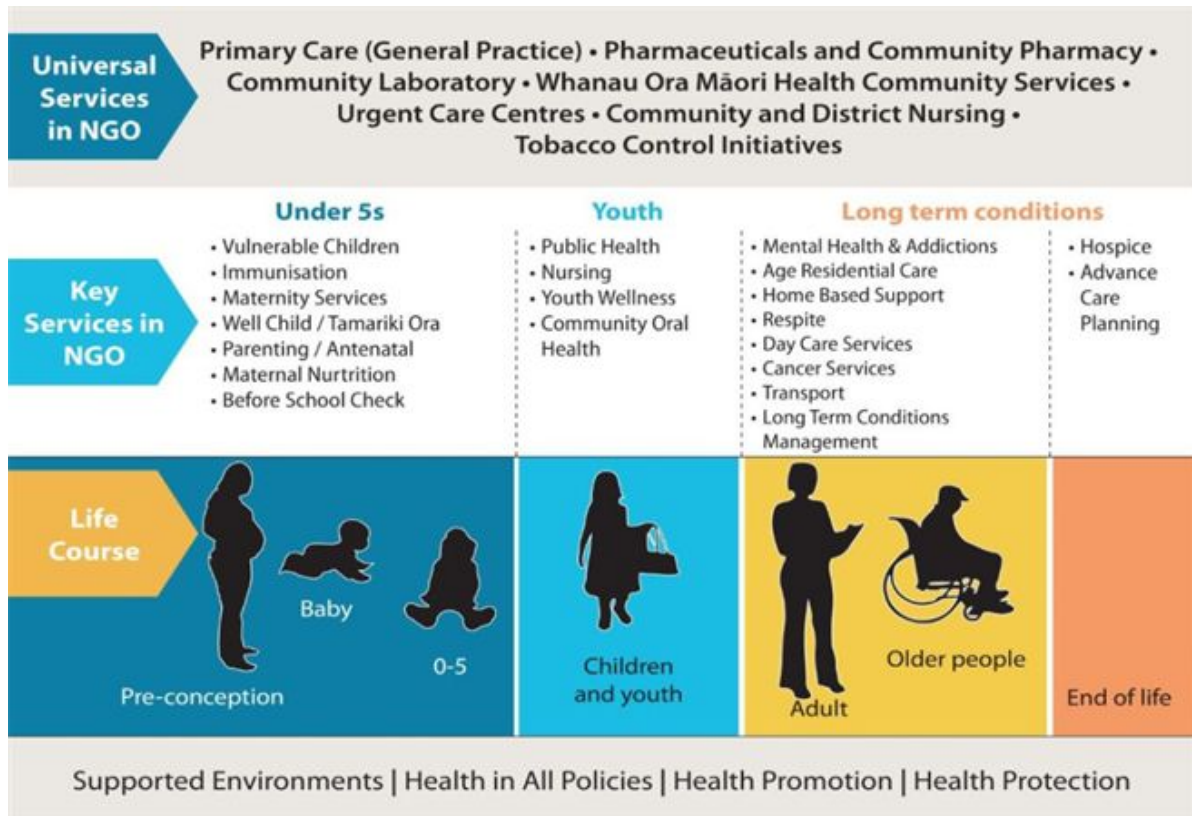 Universal
Services
in NGO
Primary Care (General Practice) • Pharmaceuticals and Community Pharmacy •
Community Laboratory • Whanau Ora Māori Health Community Services •
Urgent Care Centres • Community and District Nursing •
Tobacco Control Initiatives
Key
Services in
NGO
Under 5s
• Vulnerable Children
• Immunisation
• Maternity Services
• Well Child / Tamariki Ora
• Parenting / Antenatal
• Maternal Nurtrition
• Before School Check
Youth
• Public Health
• Nursing
• Youth Wellness
• Community Oral
Health
Long term conditions
• Mental Health & Addictions
• Age Residential Care
• Home Based Support
• Respite
• Day Care Services
• Cancer Services
• Transport
• Long Term Conditions
Management
• Hospice
• Advance
Care
Planning
Life
Course
Pre-conception
Baby
0-5
Children
and youth
Adult
Older people
End of life
Supported Environments | Health in All Policies | Health Promotion | Health Protection